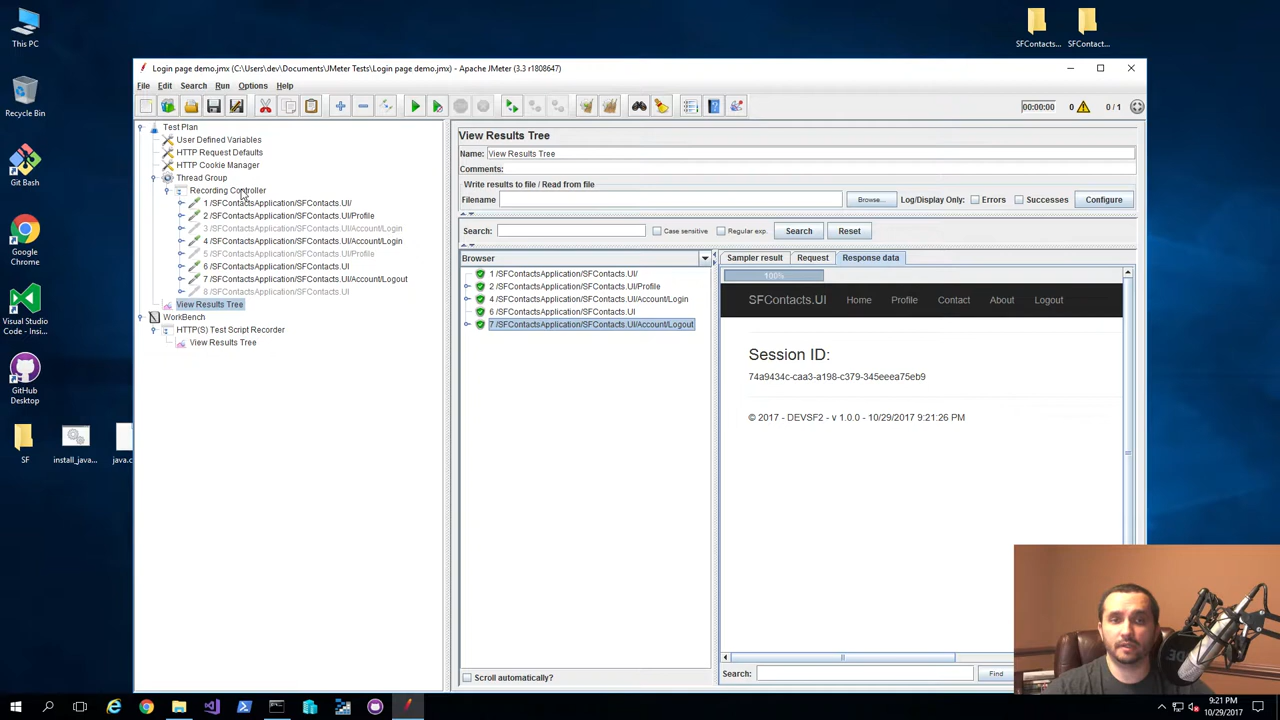 This PC
Recycle Bin
Git Bash
Google
Chrome
Visual Studio
Code - Insi...
GitHub
Desktop
SF
install_java...
java.c
SFContacts...
SFContact...
Login page demo.jmx (C:\Users\dev\Documents\JMeter Tests\Login page demo.jmx) - Apache JMeter (3.3 r1808647)
File Edit Search Run Options Help
00:00:00 0 0 / 1
Test Plan
User Defined Variables
HTTP Request Defaults
HTTP Cookie Manager
Thread Group
Recording Controller
1 /SFContactsApplication/SFContacts.UI/
2 /SFContactsApplication/SFContacts.UI/Profile
3 /SFContactsApplication/SFContacts.UI/Account/Login
4 /SFContactsApplication/SFContacts.UI/Account/Login
5 /SFContactsApplication/SFContacts.UI/Profile
6 /SFContactsApplication/SFContacts.UI
7 /SFContactsApplication/SFContacts.UI/Account/Logout
8 /SFContactsApplication/SFContacts.UI
View Results Tree
WorkBench
HTTP(S) Test Script Recorder
View Results Tree
View Results Tree
Name: View Results Tree
Comments:
Write results to file / Read from file
Filename Browse... Log/Display Only: Errors Successes Configure
Search: Case sensitive Regular exp. Search Reset
Browser
1 /SFContactsApplication/SFContacts.UI/
2 /SFContactsApplication/SFContacts.UI/Profile
4 /SFContactsApplication/SFContacts.UI/Account/Login
6 /SFContactsApplication/SFContacts.UI
7 /SFContactsApplication/SFContacts.UI/Account/Logout
Scroll automatically?
Sampler result Request Response data
100%
SFContacts.UI Home Profile Contact About Logout
Session ID:
74a9434c-caa3-a198-c379-345eeea75eb9
© 2017 - DEVSF2 - v 1.0.0 - 10/29/2017 9:21:26 PM
Search: Find
9:21 PM
10/29/2017